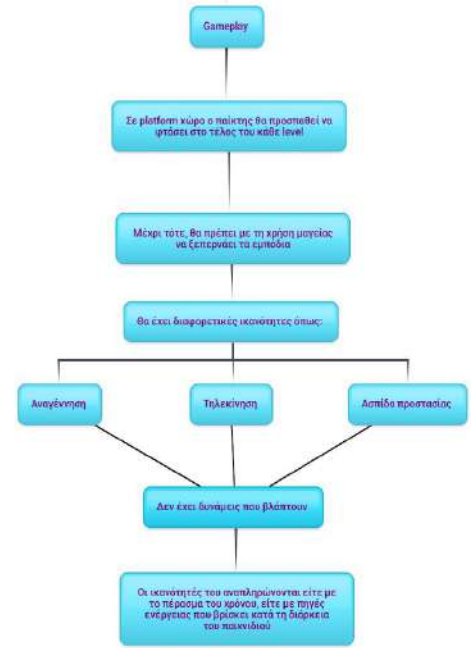 Gameplay
Σε platform χώρο ο παίκτης θα προσπαθεί να
φτάσει στο τέλος του κάθε level
Μέχρι τότε, θα πρέπει με τη χρήση μαγείας
να ξεπερνάει τα εμπόδια
Θα έχει διαφορετικές ικανότητες όπως:
Αναγέννηση
Τηλεκίνηση
Ασπίδα προστασίας
Δεν έχει δυνάμεις που βλάπτουν
Οι ικανότητές του αναπληρώνονται είτε με
το πέρασμα του χρόνου, είτε με πηγές
ενέργειας που βρίσκει κατά τη διάρκεια
του παιχνιδιού